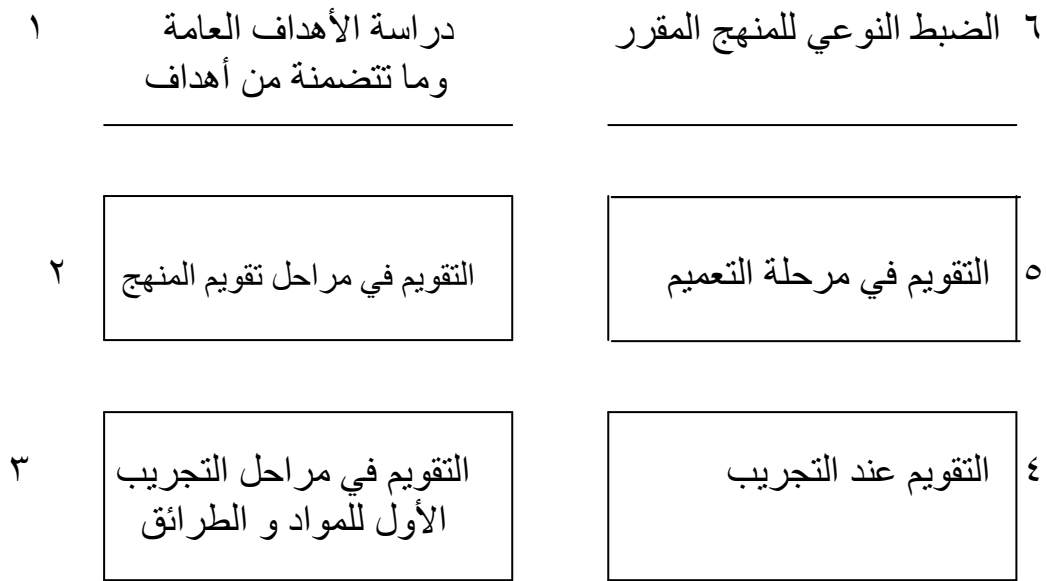 ٦ الضبط النوعي للمنهج المقرر
دراسة الأهداف العامة ١
وما تتضمنة من أهداف
٥ التقويم في مرحلة التعميم
التقويم في مراحل تقويم المنهج ٢
٤ التقويم عند التجريب
التقويم في مراحل التجريب ٣
الأول للمواد و الطرائق